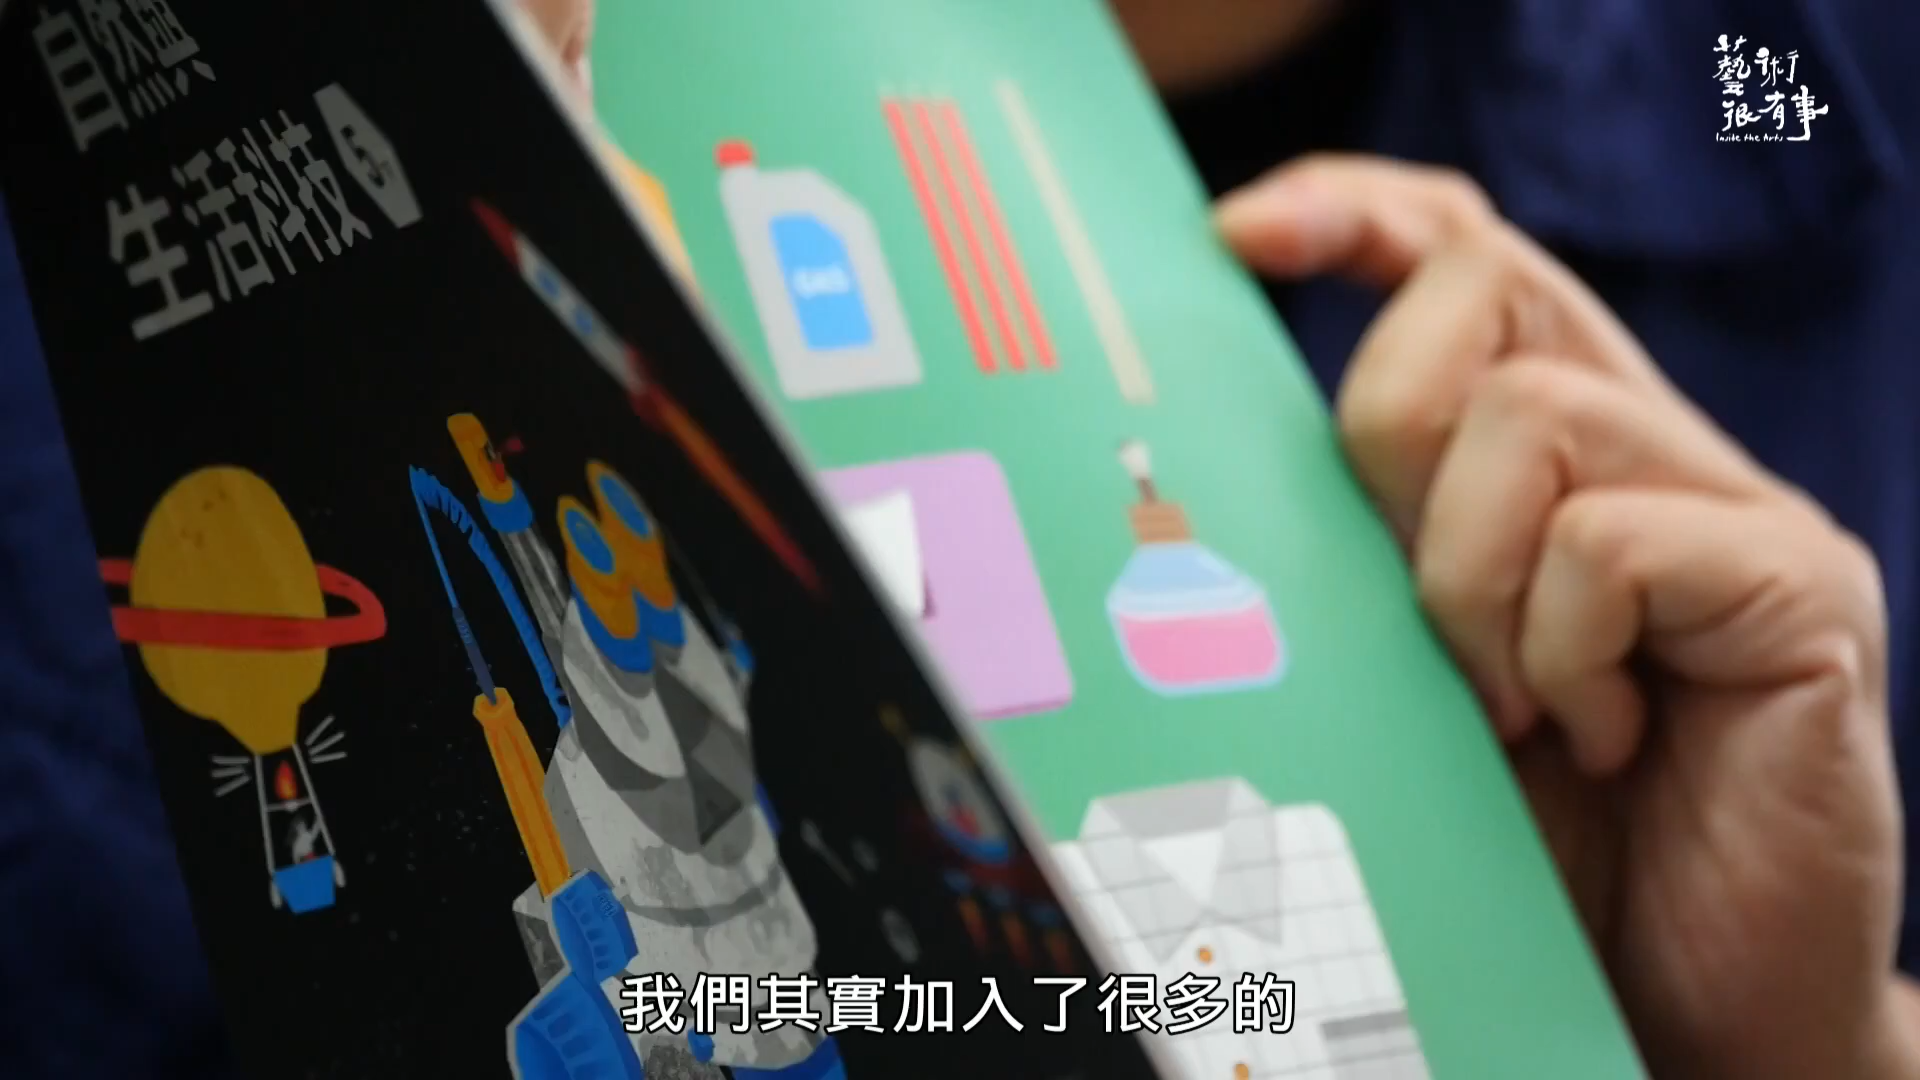 自然與
生活科技
藝術
很有事
Inside the Arts
我們其實加入了很多的